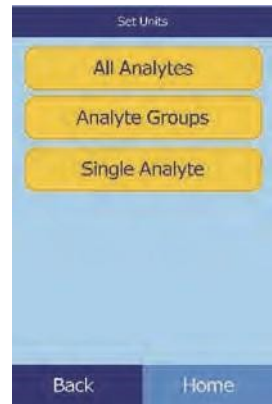 Set Units
All Analytes
Analyte Groups
Single Analyte
Back Home